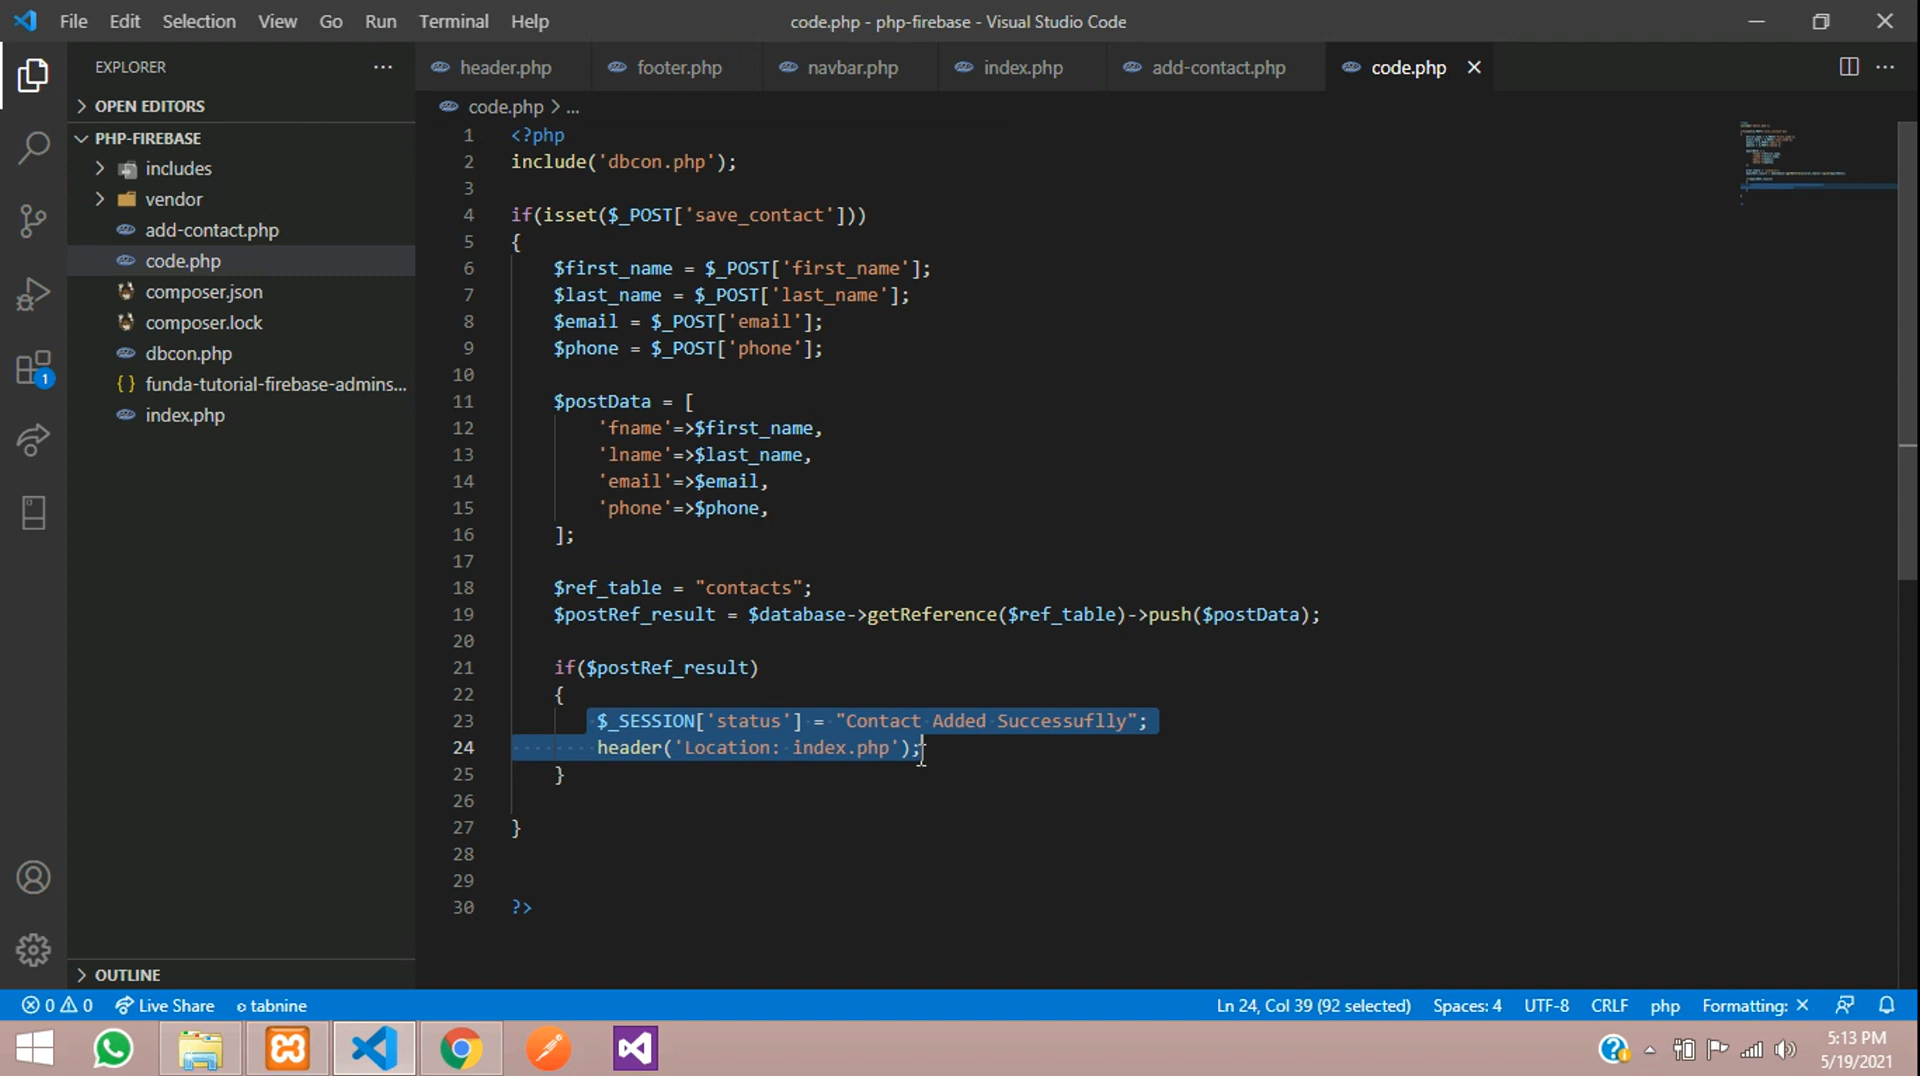 File Edit Selection View Go Run Terminal Help
code.php - php-firebase - Visual Studio Code
EXPLORER ...
header.php footer.php navbar.php index.php add-contact.php code.php
OPEN EDITORS
PHP-FIREBASE
includes
vendor
add-contact.php
code.php
composer.json
composer.lock
dbcon.php
{ } funda-tutorial-firebase-admins...
index.php
OUTLINE
code.php > ...
1 <?php
2 include('dbcon.php');
3
4 if(isset($_POST['save_contact']))
5 {
6 $first_name = $_POST['first_name'];
7 $last_name = $_POST['last_name'];
8 $email = $_POST['email'];
9 $phone = $_POST['phone'];
10
11 $postData = [
12 'fname'=>$first_name,
13 'lname'=>$last_name,
14 'email'=>$email,
15 'phone'=>$phone,
16 ];
17
18 $ref_table = "contacts";
19 $postRef_result = $database->getReference($ref_table)->push($postData);
20
21 if($postRef_result)
22 {
23 $_SESSION['status'] = "Contact Added Successuflly";
24 header('Location: index.php');
25 }
26
27 }
28
29
30 ?>
1
0 0 Live Share tabnine
Ln 24, Col 39 (92 selected) Spaces: 4 UTF-8 CRLF php Formatting: ×
5:13 PM
5/19/2021